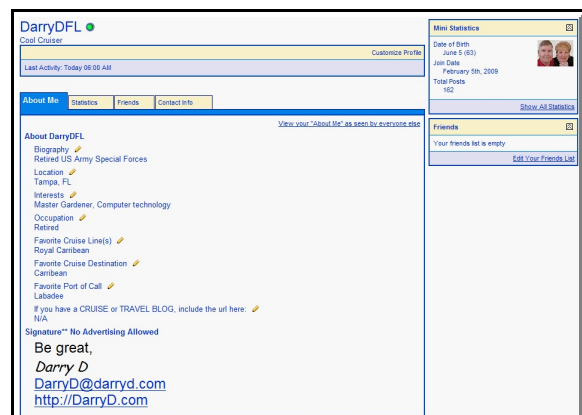 DarryDFL
Cool Cruiser
Customize Profile
Last Activity: Today 06:00 AM
About Me
Statistics
Friends
Contact Info
View your "About Me" as seen by everyone else
About DarryDFL
Biography
Retired US Army Special Forces
Location
Tampa, FL
Interests
Master Gardener, Computer technology
Occupation
Retired
Favorite Cruise Line(s)
Royal Carribean
Favorite Cruise Destination
Carribean
Favorite Port of Call
Labadee
If you have a CRUISE or TRAVEL BLOG, include the url here:
N/A
Signature** No Advertising Allowed
Be great,
Darry D
DarryD@darryd.com
http://DarryD.com
Mini Statistics
Date of Birth
June 5 (63)
Join Date
February 5th, 2009
Total Posts
162
Show All Statistics
Friends
Your friends list is empty
Edit Your Friends List